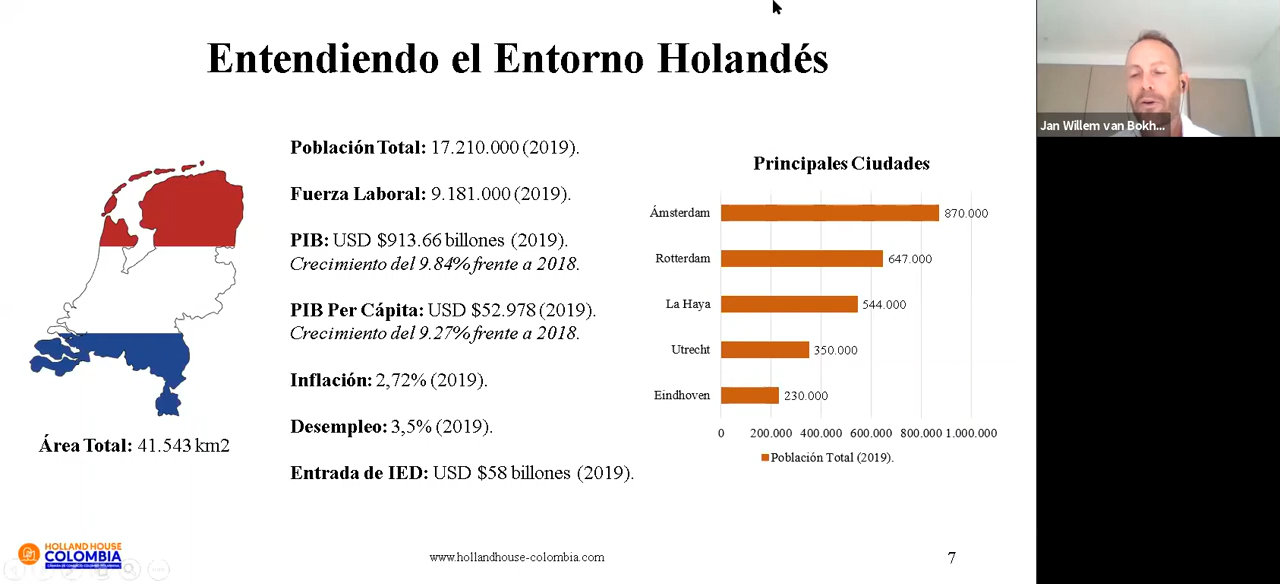 Entendiendo el Entorno Holandés
Población Total: 17.210.000 (2019).
Fuerza Laboral: 9.181.000 (2019).
PIB: USD $913.66 billones (2019).
Crecimiento del 9.84% frente a 2018.
PIB Per Cápita: USD $52.978 (2019).
Crecimiento del 9.27% frente a 2018.
Inflación: 2,72% (2019).
Desempleo: 3,5% (2019).
Entrada de IED: USD $58 billones (2019).
Área Total: 41.543 km2
Principales Ciudades
Ámsterdam 870.000
Rotterdam 647.000
La Haya 544.000
Utrecht 350.000
Eindhoven 230.000
0 200.000 400.000 600.000 800.000 1.000.000
Población Total (2019).
HOLLAND HOUSE
COLOMBIA
www.hollandhouse-colombia.com
7
Jan Willem van Bokh...